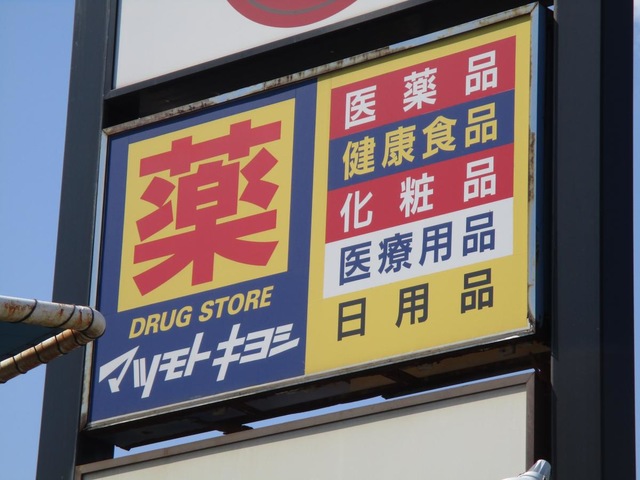 薬
DRUG STORE
マツモトキヨシ
医薬品
健康食品
化粧品
医療用品
日用品